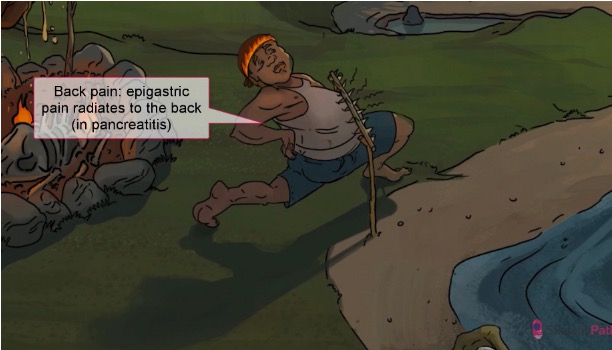 Back pain: epigastric
pain radiates to the back
(in pancreatitis)